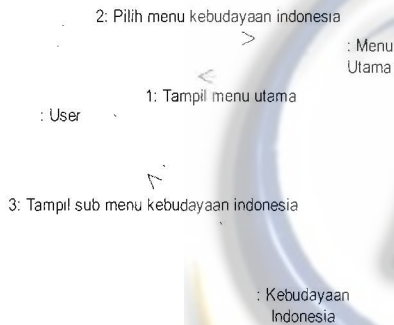 2: Pilih menu kebudayaan indonesia
: Menu
Utama
1: Tampil menu utama
: User
3: Tampil sub menu kebudayaan indonesia
: Kebudayaan
Indonesia